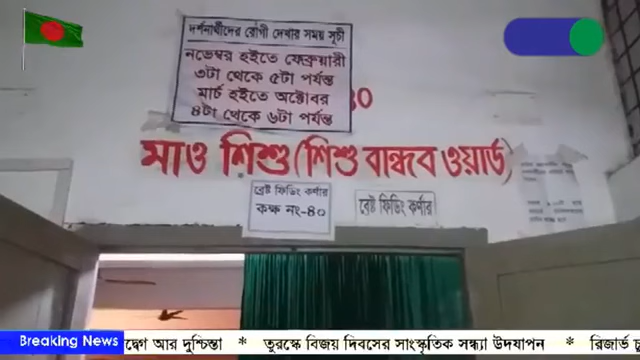 দর্শনার্থীদের রোগী দেখার সময় সূচী
নভেম্বর হইতে ফেব্রুয়ারী
৩টা থেকে ৫টা পর্যন্ত
মার্চ হইতে অক্টোবর
৪টা থেকে ৬টা পর্যন্ত
৪০
মাও শিশু (শিশু বান্ধব ওয়ার্ড)
ব্রেষ্ট ফিডিং কর্ণার
কক্ষ নং-৪০
ব্রেষ্ট ফিডিং কর্ণার
Breaking News
দ্বেগ আর দুশ্চিন্তা * তুরস্কে বিজয় দিবসের সাংস্কৃতিক সন্ধ্যা উদযাপন * রিজার্ভ